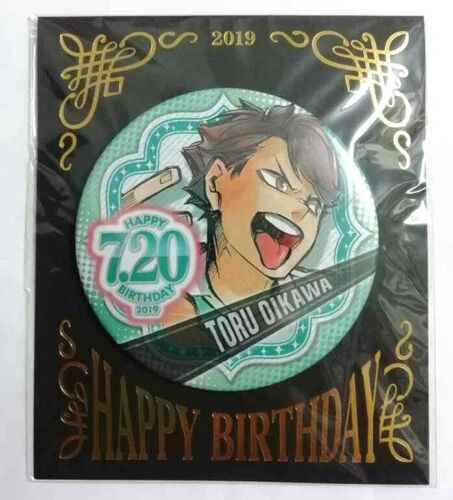 2019
HAPPY
7.20
BIRTHDAY
2019
TORU OIKAWA
HAPPY BIRTHDAY